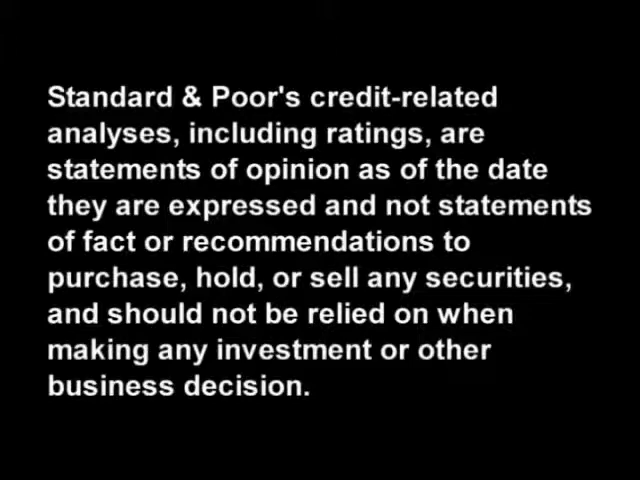 Standard & Poor's credit-related
analyses, including ratings, are
statements of opinion as of the date
they are expressed and not statements
of fact or recommendations to
purchase, hold, or sell any securities,
and should not be relied on when
making any investment or other
business decision.